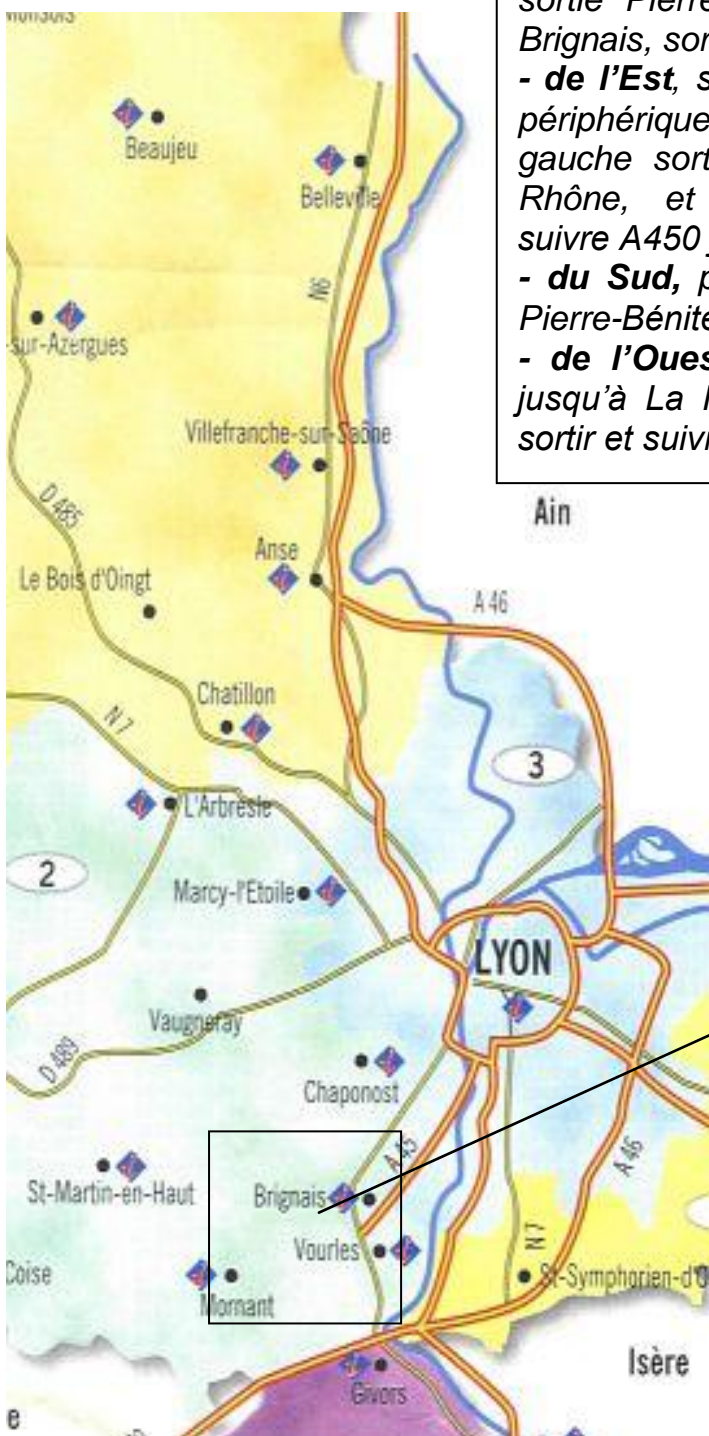 sortie Pierre
Brignais, sor
- de l’Est, s
périphérique
gauche sort
Rhône, et
suivre A450 j
- du Sud, p
Pierre-Bénite
- de l’Oues
jusqu’à La
sortir et suivr
Beaujeu
Belleville
N6
-sur-Azergues
Villefranche-sur-Saône
Ain
D 485
Anse
Le Bois d'Oingt
A 46
Chatillon
N 7
3
L'Arbresle
2
Marcy-l'Etoile
LYON
Vaugneray
D 489
Chaponost
A 45
A 46
St-Martin-en-Haut
Brignais
Vourles
N 7
Coise
Mornant
St-Symphorien-d'O
Isère
Givors
e